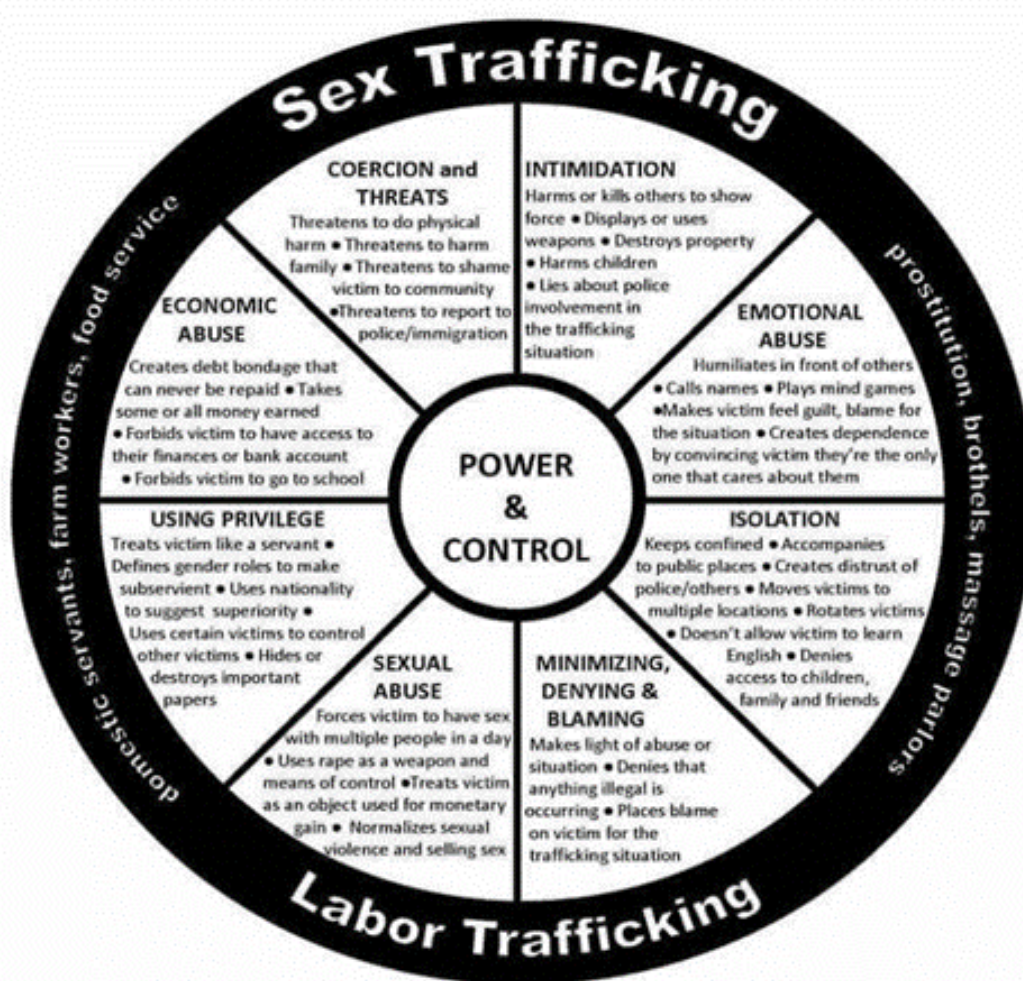 Sex Trafficking
COERCION and
THREATS
Threatens to do physical
harm ● Threatens to harm
family ● Threatens to shame
victim to community
●Threatens to report to
police/immigration
INTIMIDATION
Harms or kills others to show
force ● Displays or uses
weapons ● Destroys property
● Harms children
● Lies about police
involvement in
the trafficking
situation
EMOTIONAL
ABUSE
Humiliates in front of others
● Calls names ● Plays mind games
●Makes victim feel guilt, blame for
the situation ● Creates dependence
by convincing victim they're the only
one that cares about them
ISOLATION
Keeps confined ● Accompanies
to public places ● Creates distrust of
police/others ● Moves victims to
multiple locations ● Rotates victims
● Doesn't allow victim to learn
English ● Denies
access to children,
family and friends
MINIMIZING,
DENYING &
BLAMING
Makes light of abuse or
situation ● Denies that
anything illegal is
occurring ● Places blame
on victim for the
trafficking situation
SEXUAL
ABUSE
Forces victim to have sex
with multiple people in a day
● Uses rape as a weapon and
means of control ●Treats victim
as an object used for monetary
gain ● Normalizes sexual
violence and selling sex
USING PRIVILEGE
Treats victim like a servant ●
Defines gender roles to make
subservient ● Uses nationality
to suggest superiority ●
Uses certain victims to control
other victims ● Hides or
destroys important
papers
ECONOMIC
ABUSE
Creates debt bondage that
can never be repaid ● Takes
some or all money earned
● Forbids victim to have access to
their finances or bank account
● Forbids victim to go to school
POWER
&
CONTROL
prostitution, brothels, massage parlors
domestic servants, farm workers, food service
Labor Trafficking